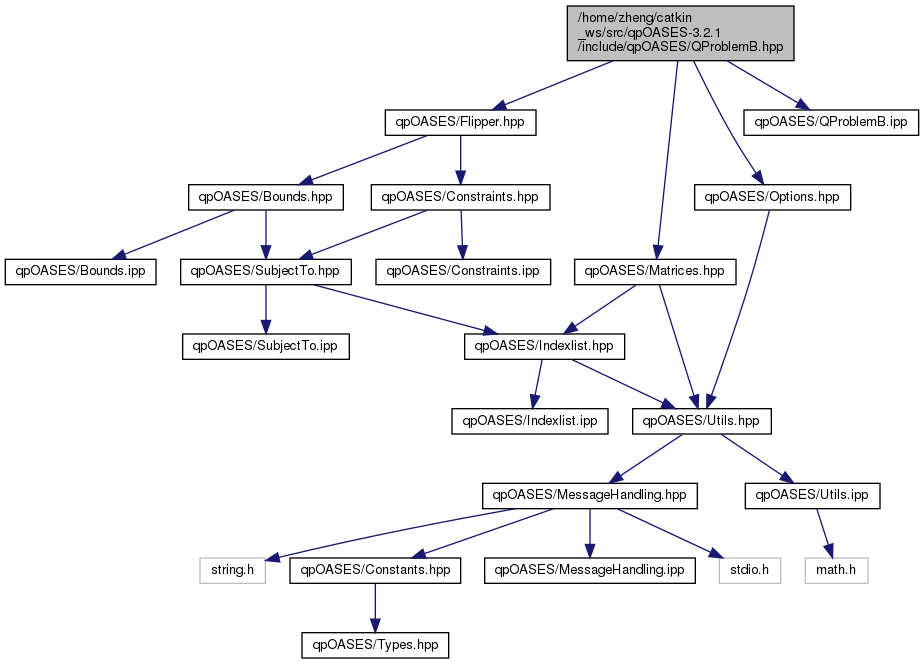 /home/zheng/catkin
_ws/src/qpOASES-3.2.1
/include/qpOASES/QProblemB.hpp
qpOASES/Flipper.hpp
qpOASES/QProblemB.ipp
qpOASES/Bounds.hpp
qpOASES/Constraints.hpp
qpOASES/Options.hpp
qpOASES/Bounds.ipp
qpOASES/SubjectTo.hpp
qpOASES/Constraints.ipp
qpOASES/Matrices.hpp
qpOASES/SubjectTo.ipp
qpOASES/Indexlist.hpp
qpOASES/Indexlist.ipp
qpOASES/Utils.hpp
qpOASES/MessageHandling.hpp
qpOASES/Utils.ipp
string.h
qpOASES/Constants.hpp
qpOASES/MessageHandling.ipp
stdio.h
math.h
qpOASES/Types.hpp